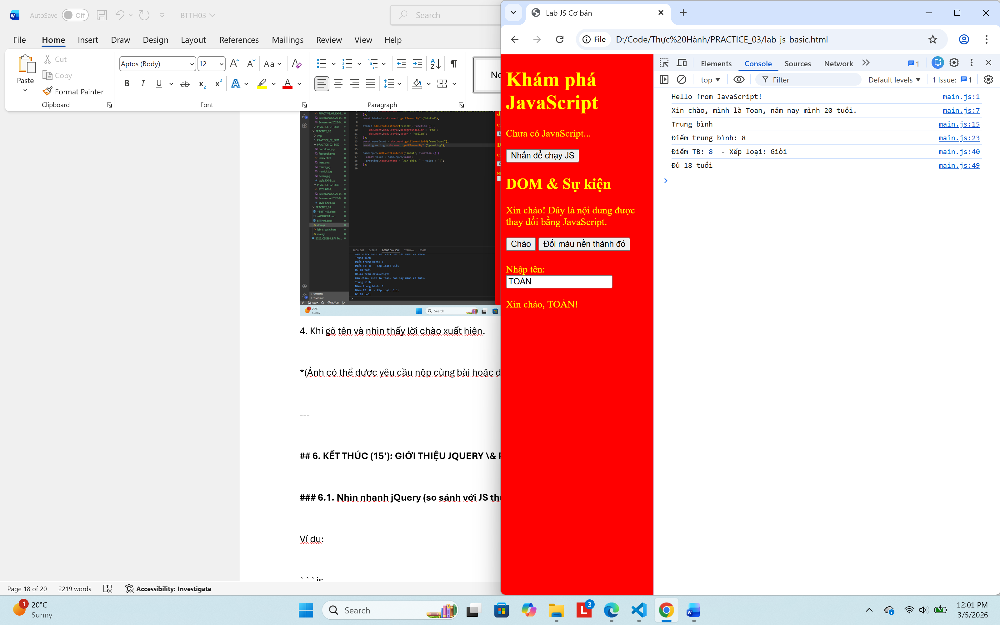 AutoSave Off BTTH03 Search
File Home Insert Draw Design Layout References Mailings Review View Help
Paste
Cut
Copy
Format Painter
Clipboard
Aptos (Body) 12
Font
Paragraph
6 });
7 const btnRed = document.getElementById("btnRed");
8
9 btnRed.addEventListener("click", function () {
10 document.body.style.backgroundColor = "red";
11 document.body.style.color = "yellow";
12 });
13 const nameInput = document.getElementById("nameInput");
14 const greeting = document.getElementById("greeting");
15
16 nameInput.addEventListener("input", function () {
17 const value = nameInput.value;
18 greeting.textContent = "Xin chào, " + value + "!";
19 });
20
PRACTIVE_01_EX04...
Screenshot 2026-0... U
Screenshot 2026-0... U
PRACTICE_01_EX05
PRACTICE_02
img
PRACTICE_02_EX01
PRACTICE_02_EX02
barcelona.jpg U
facebook.png U
index.html U
insta.png U
miami.jpg U
munich.jpg U
ocean.jpg U
style_EX02.css U
PRACTICE_02_EX03
EX03.HTML U
Screenshot 2026-0... U
Screenshot 2026-0... U
style_EX03.css U
PRACTICE_03
~$BTTH03.docx U
~WRL0003.tmp U
BTTH03.docx U
dom.js U
lab-js-basic.html U
main.js U
2026_CSE391_BÀI TẬ... U
OUTLINE
TIMELINE
PROBLEMS OUTPUT DEBUG CONSOLE TERMINAL PORTS
Trung bình
Điểm trung bình: 8
Điểm TB: 8 - Xếp loại: Giỏi
Đủ 18 tuổi
Hello from JavaScript!
Xin chào, mình là Toan, năm nay mình 20 tuổi.
Trung bình
Điểm trung bình: 8
Điểm TB: 8 - Xếp loại: Giỏi
Đủ 18 tuổi
20°C
Sunny
Search
4. Khi gõ tên và nhìn thấy lời chào xuất hiện.
*(Ảnh có thể được yêu cầu nộp cùng bài hoặc d
---
## 6. KẾT THÚC (15’): GIỚI THIỆU JQUERY \&
### 6.1. Nhìn nhanh jQuery (so sánh với JS thu
Ví dụ:
```js
Page 18 of 20 2219 words Accessibility: Investigate
Lab JS Cơ bản
File D:/Code/Thực%20Hành/PRACTICE_03/lab-js-basic.html
Khám phá
JavaScript
Chưa có JavaScript...
Nhấn để chạy JS
DOM & Sự kiện
Xin chào! Đây là nội dung được
thay đổi bằng JavaScript.
Chào Đổi màu nền thành đỏ
Nhập tên:
TOÀN
Xin chào, TOÀN!
Elements Console Sources Network 1
top Filter Default levels 1 Issue: 1
Hello from JavaScript! main.js:1
Xin chào, mình là Toan, năm nay mình 20 tuổi. main.js:7
Trung bình main.js:15
Điểm trung bình: 8 main.js:23
Điểm TB: 8 - Xếp loại: Giỏi main.js:40
Đủ 18 tuổi main.js:49
1
20°C
Sunny
Search
3
12:01 PM
3/5/2026